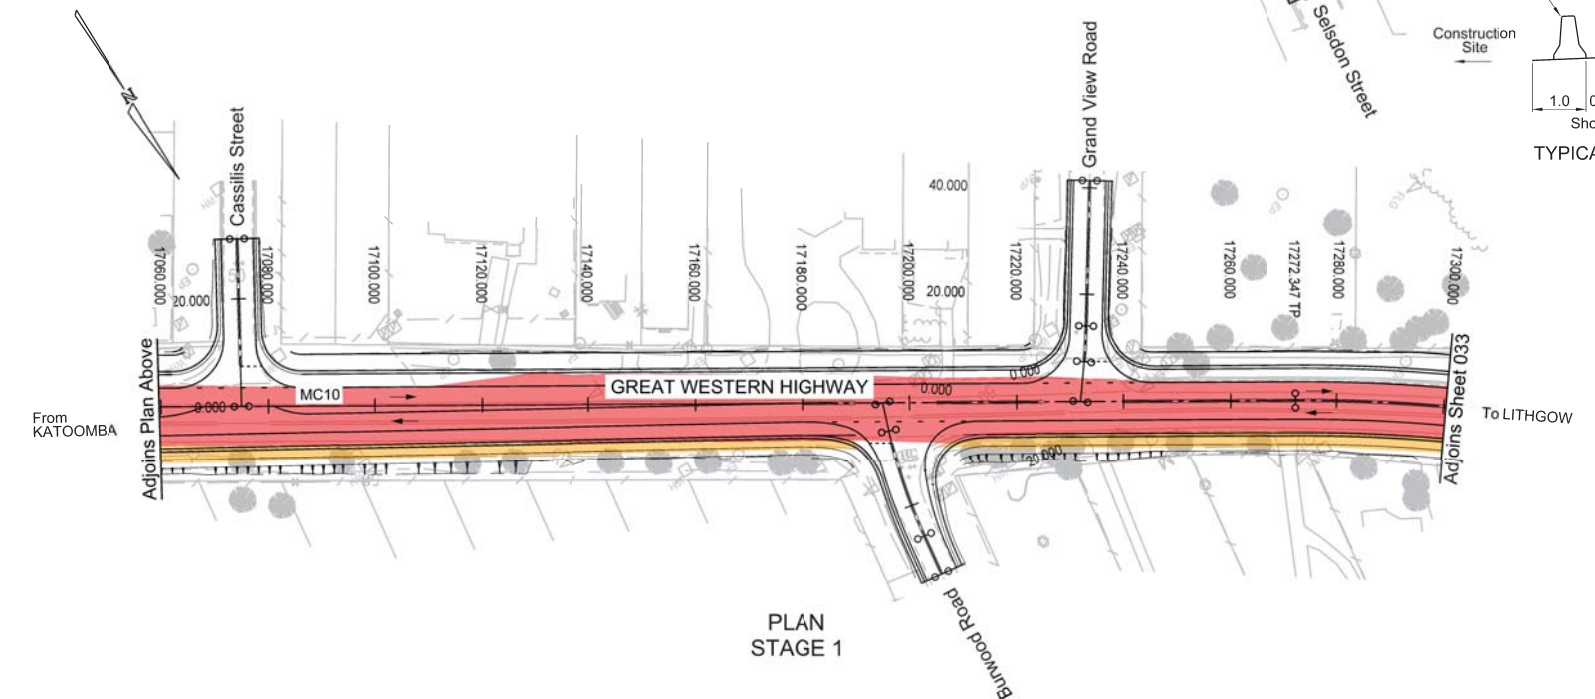 Selsdon Street
Construction
Site
1.0
Sho
TYPICA
N
Cassilis Street
Grand View Road
40.000
17060.000
20.000
17080.000
17100.000
17120.000
17140.000
17160.000
17180.000
17200.000
20.000
17220.000
17240.000
17260.000
17272.347 TP
17280.000
17300.000
From
KATOOMBA
Adjoins Plan Above
0.000
MC10
GREAT WESTERN HIGHWAY
0.000
0.000
To LITHGOW
Adjoins Sheet 033
20.000
Burwood Road
PLAN
STAGE 1